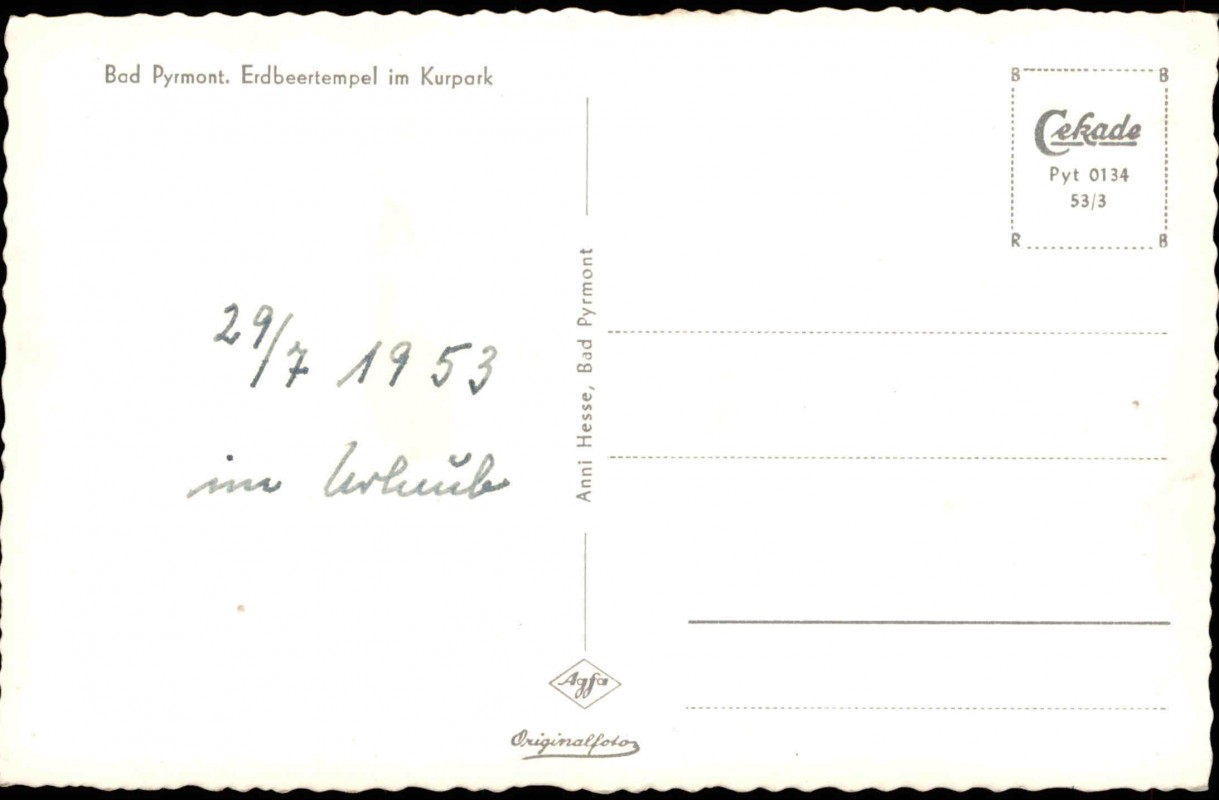 Bad Pyrmont. Erdbeertempel im Kurpark
29/7 1953
im Urlaub
Anni Hesse, Bad Pyrmont
Agfa
Originalfoto
B B
Cekade
Pyt 0134
53/3
R B